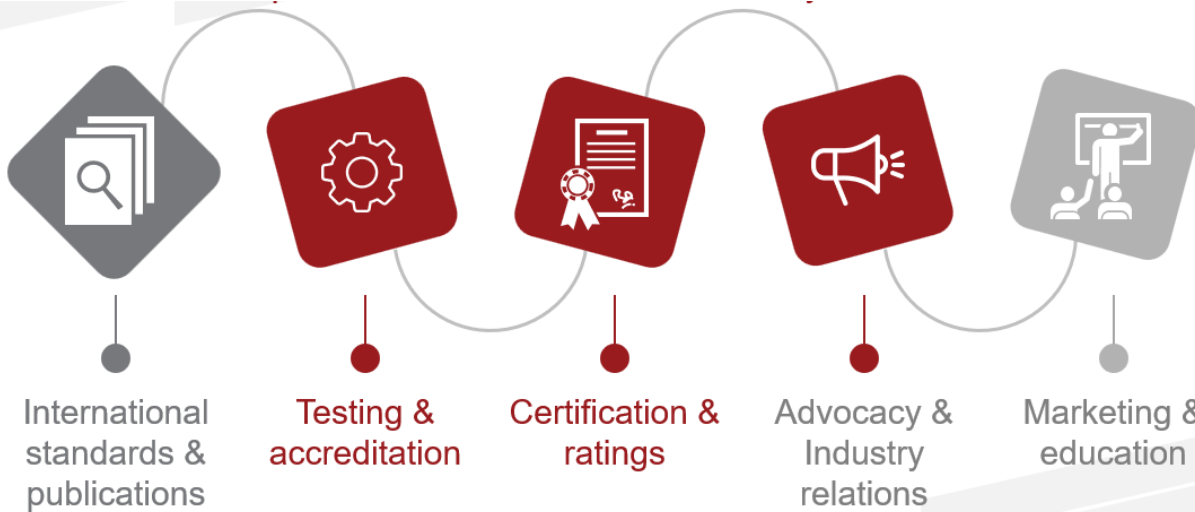 International
standards &
publications
Testing &
accreditation
Certification &
ratings
Advocacy &
Industry
relations
Marketing &
education